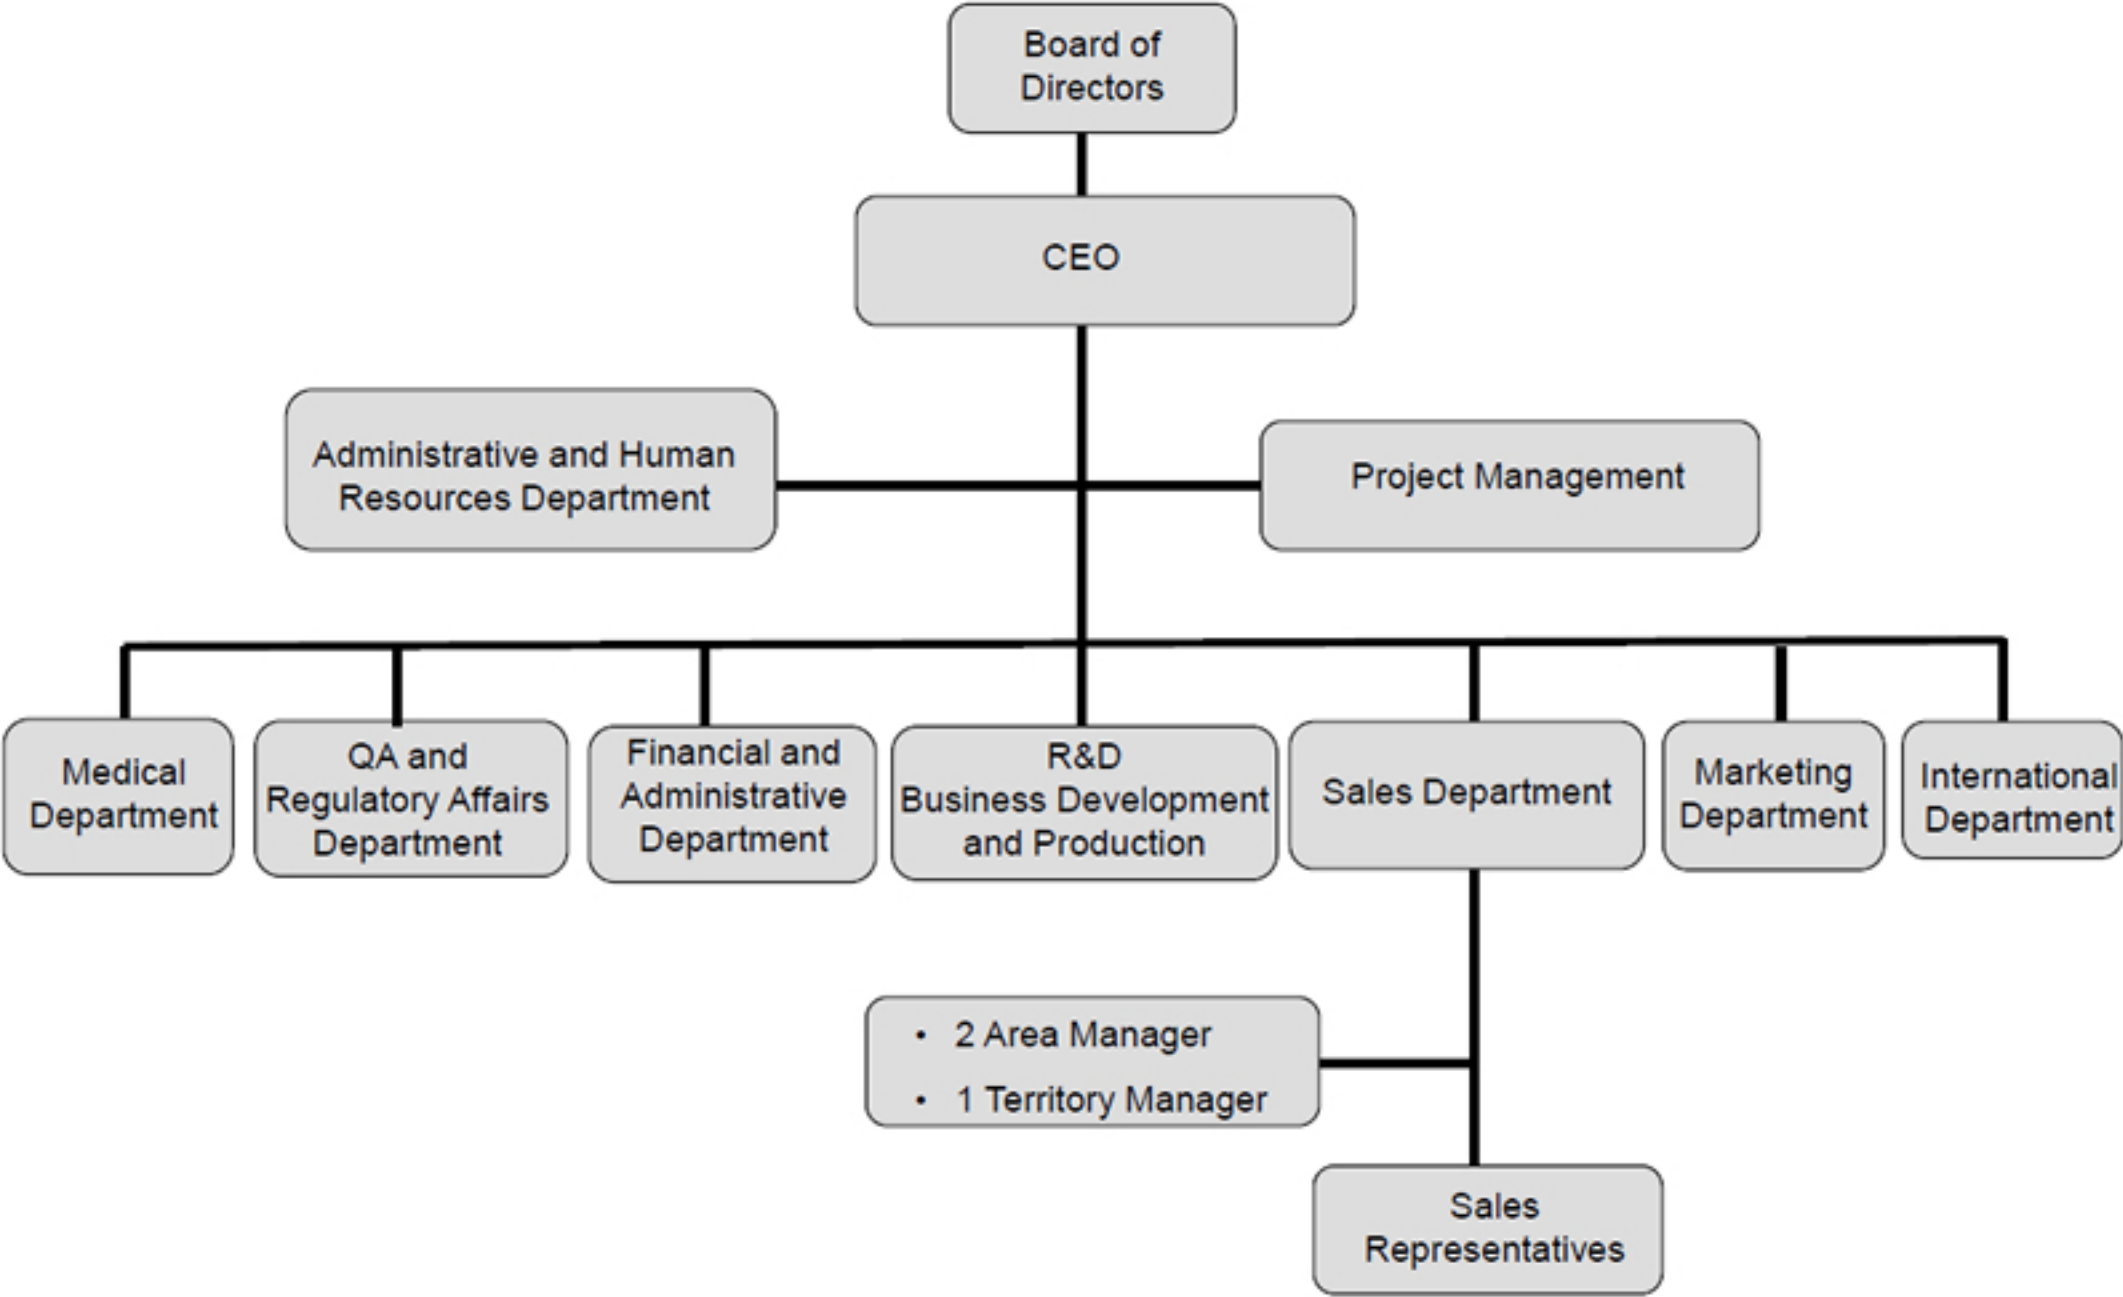 Board of
Directors
CEO
Administrative and Human
Resources Department
Project Management
Medical
Department
QA and
Regulatory Affairs
Department
Financial and
Administrative
Department
R&D
Business Development
and Production
Sales Department
Marketing
Department
International
Department
• 2 Area Manager
• 1 Territory Manager
Sales
Representatives